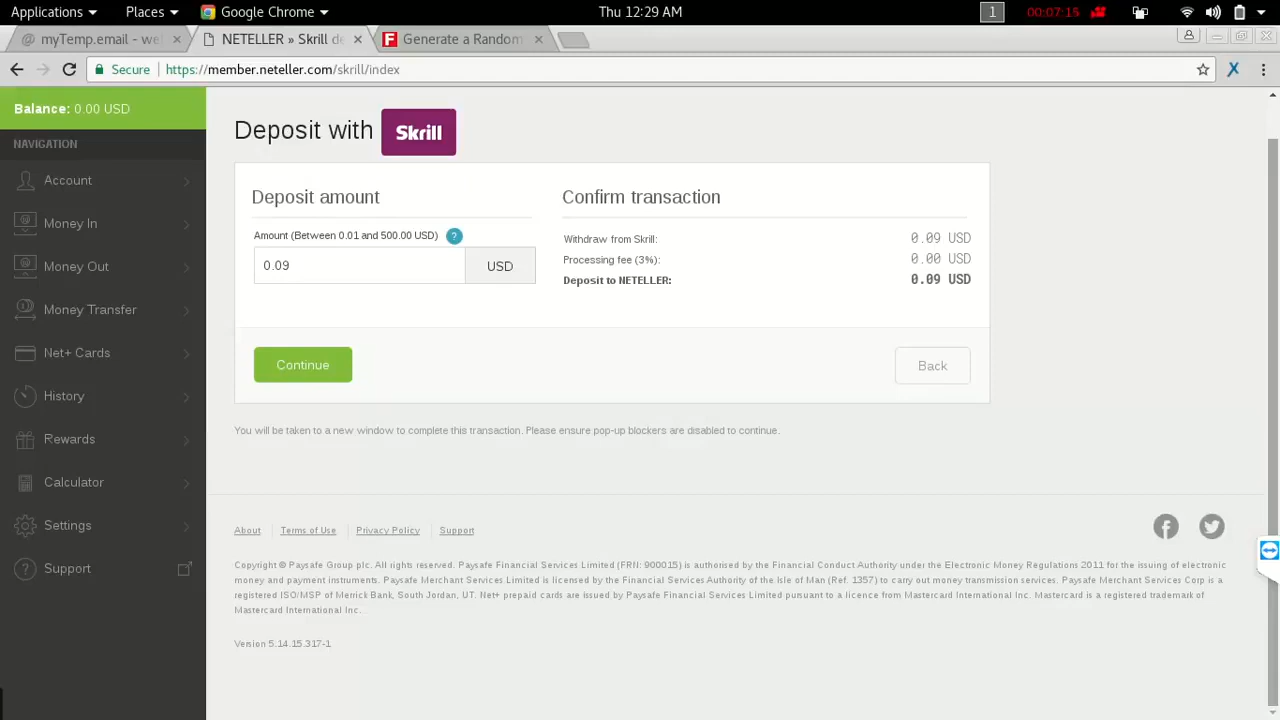 Applications Places Google Chrome Thu 12:29 AM 1 00:07:15
@ myTemp.email - we NETELLER » Skrill de F Generate a Random
Secure https://member.neteller.com/skrill/index X
Balance: 0.00 USD
NAVIGATION
Account
Money In
Money Out
Money Transfer
Net+ Cards
History
Rewards
Calculator
Settings
Support
Deposit with Skrill
Deposit amount
Amount (Between 0.01 and 500.00 USD) ?
0.09 USD
Confirm transaction
Withdraw from Skrill: 0.09 USD
Processing fee (3%): 0.00 USD
Deposit to NETELLER: 0.09 USD
Continue Back
You will be taken to a new window to complete this transaction. Please ensure pop-up blockers are disabled to continue.
About Terms of Use Privacy Policy Support
Copyright © Paysafe Group plc. All rights reserved. Paysafe Financial Services Limited (FRN: 900015) is authorised by the Financial Conduct Authority under the Electronic Money Regulations 2011 for the issuing of electronic
money and payment instruments. Paysafe Merchant Services Limited is licensed by the Financial Services Authority of the Isle of Man (Ref. 1357) to carry out money transmission services. Paysafe Merchant Services Corp is a
registered ISO/MSP of Merrick Bank, South Jordan, UT. Net+ prepaid cards are issued by Paysafe Financial Services Limited pursuant to a licence from Mastercard International Inc. Mastercard is a registered trademark of
Mastercard International Inc.
Version 5.14.15.317-1